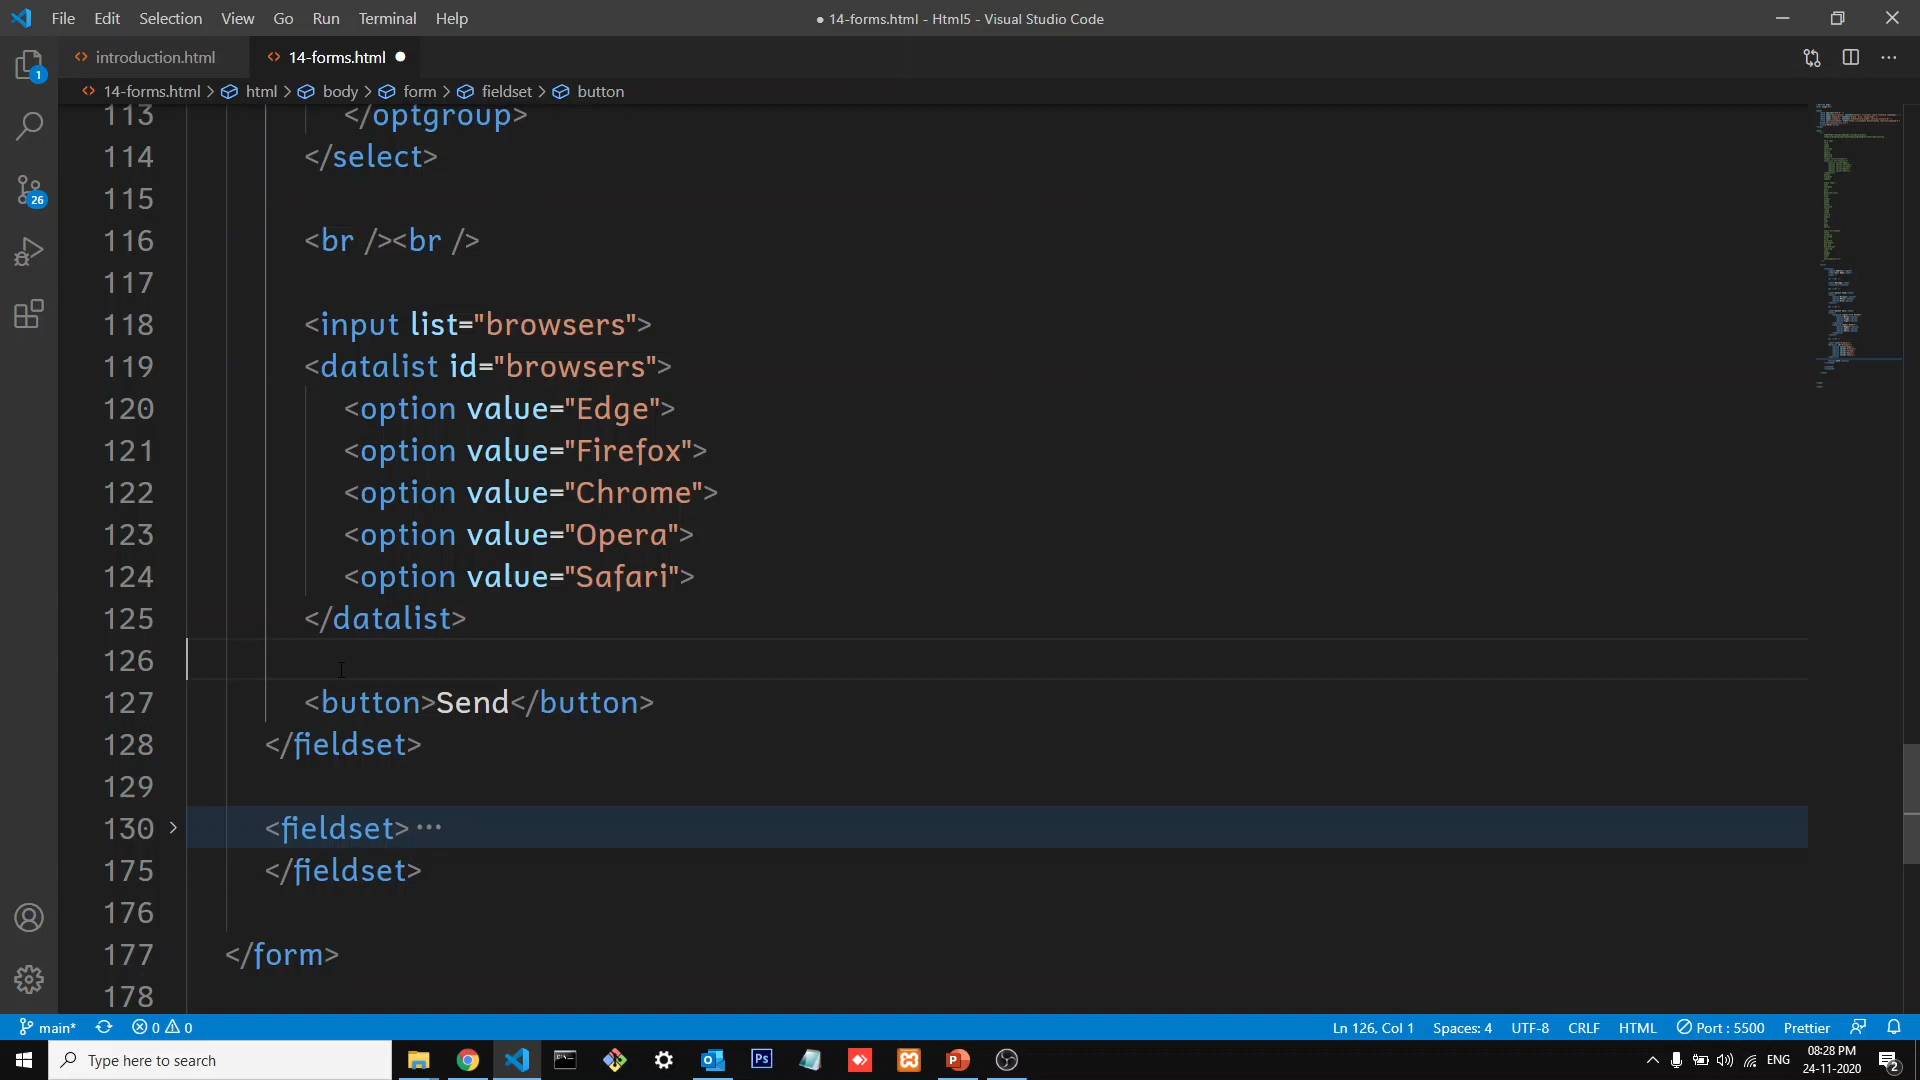 File Edit Selection View Go Run Terminal Help
● 14-forms.html - Html5 - Visual Studio Code
introduction.html
14-forms.html ●
14-forms.html > html > body > form > fieldset > button
1
26
113 </optgroup>
114 </select>
115
116 <br /><br />
117
118 <input list="browsers">
119 <datalist id="browsers">
120 <option value="Edge">
121 <option value="Firefox">
122 <option value="Chrome">
123 <option value="Opera">
124 <option value="Safari">
125 </datalist>
126
127 <button>Send</button>
128 </fieldset>
129
130 > <fieldset>···
175 </fieldset>
176
177 </form>
178
main* 0 0 Ln 126, Col 1 Spaces: 4 UTF-8 CRLF HTML Port : 5500 Prettier
Type here to search
Ps
ENG
08:28 PM
24-11-2020
2